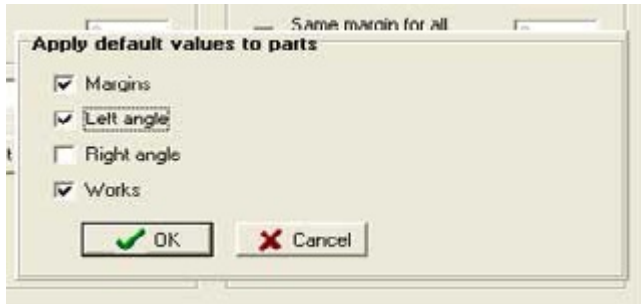 Same margin for all
Apply default values to parts
Margins
Left angle
Right angle
Works
OK
Cancel